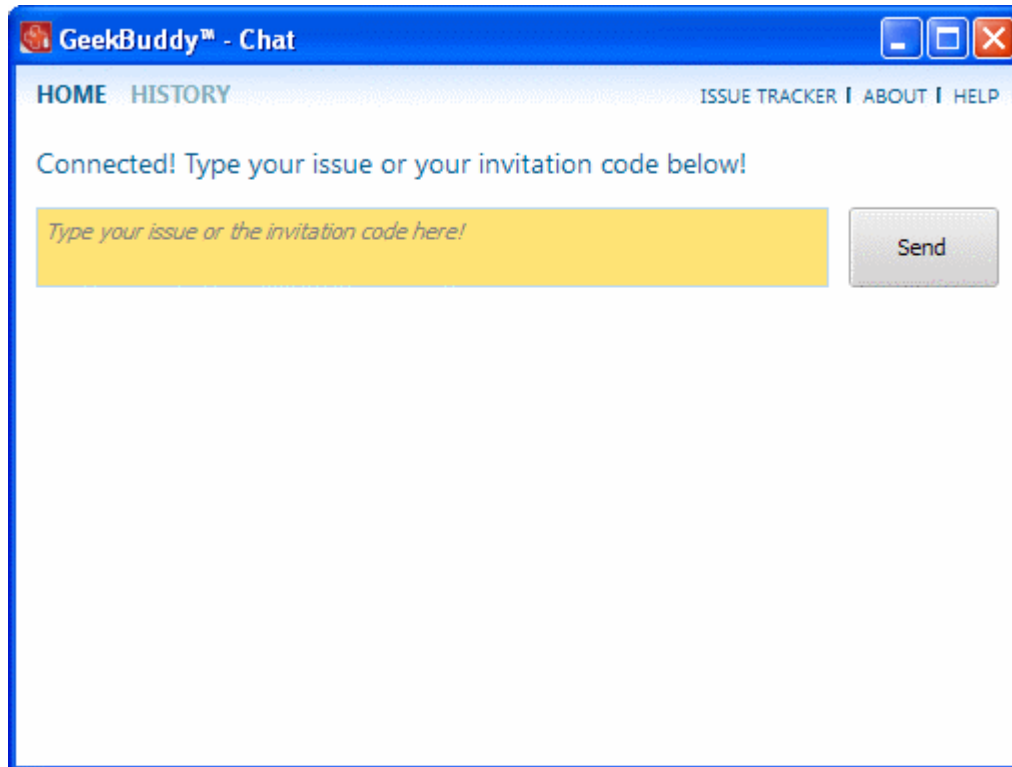 GeekBuddy™ - Chat
HOME HISTORY ISSUE TRACKER | ABOUT | HELP
Connected! Type your issue or your invitation code below!
Type your issue or the invitation code here!
Send